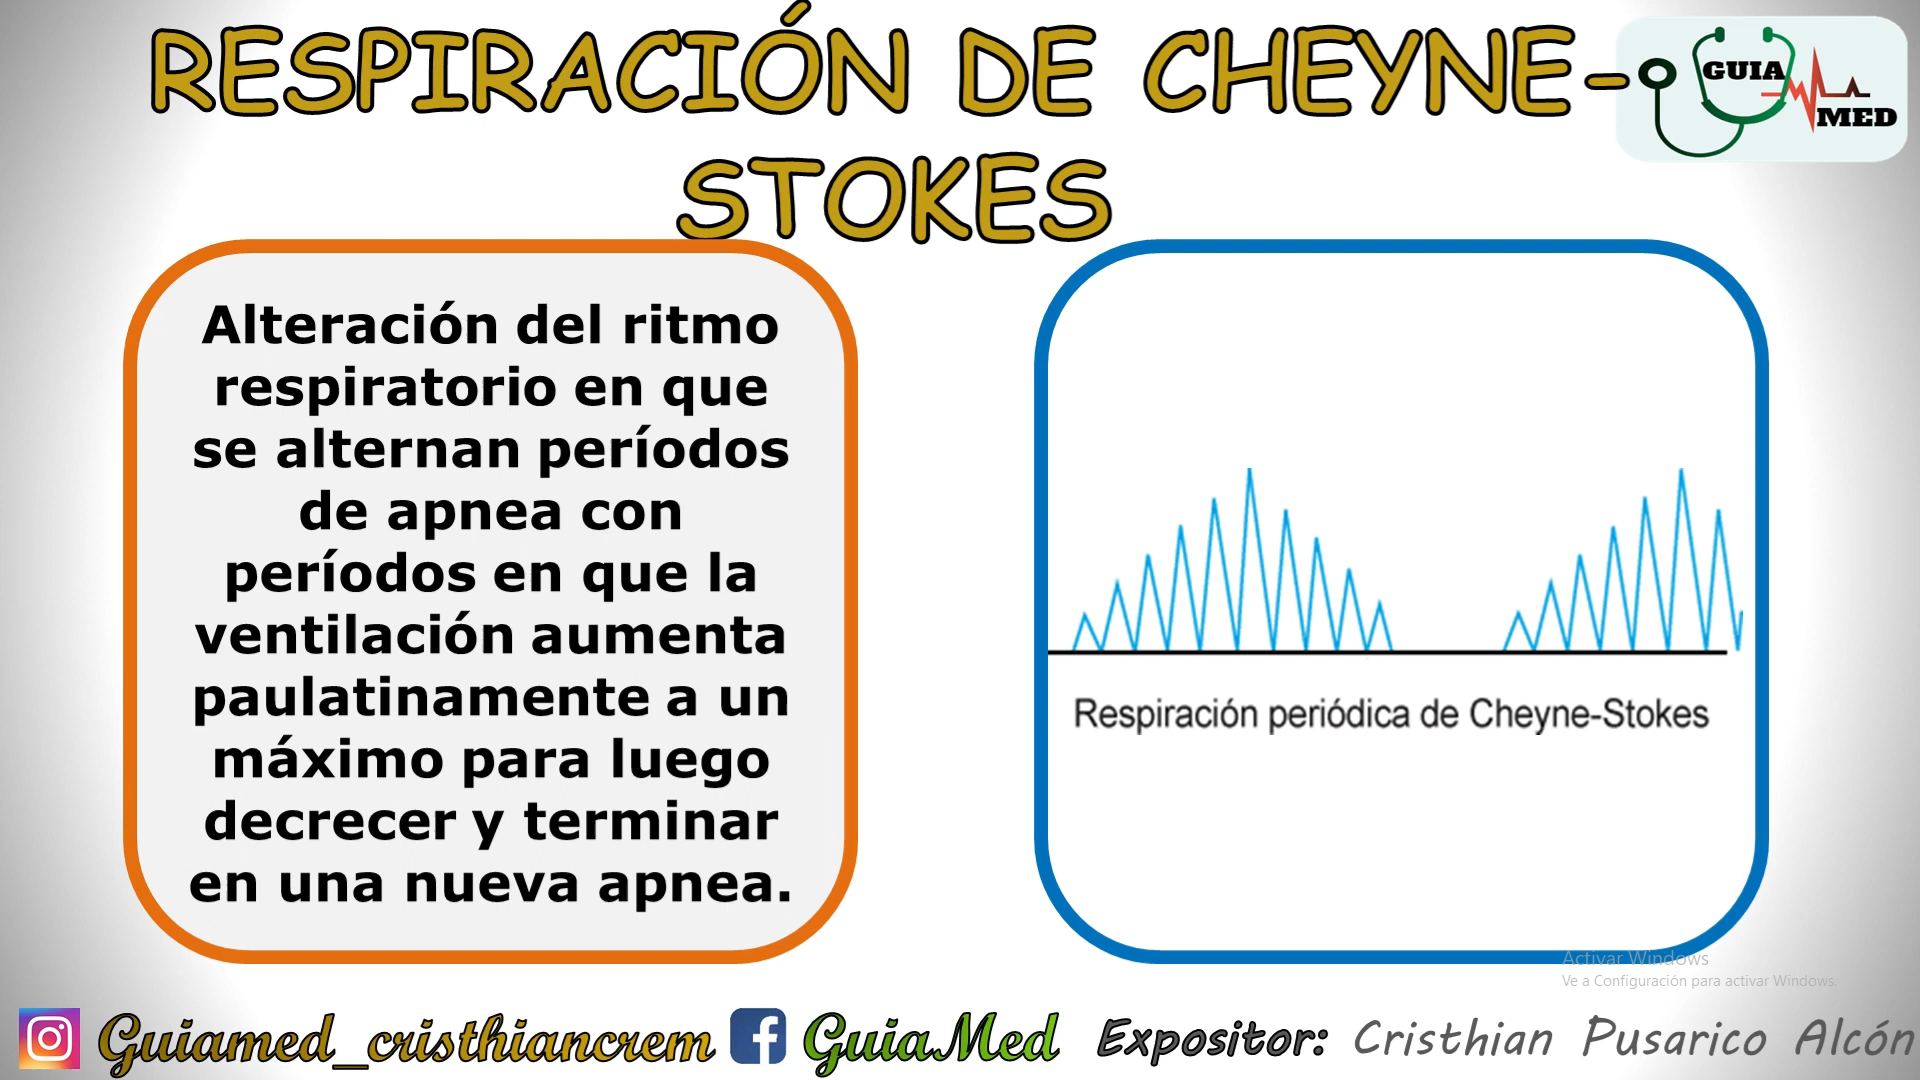 RESPIRACIÓN DE CHEYNE-
STOKES
GUIA
MED
Alteración del ritmo
respiratorio en que
se alternan períodos
de apnea con
períodos en que la
ventilación aumenta
paulatinamente a un
máximo para luego
decrecer y terminar
en una nueva apnea.
Respiración periódica de Cheyne-Stokes
Activar Windows
Ve a Configuración para activar Windows.
Guiamed_cristhiancrem
GuiaMed
Expositor: Cristhian Pusarico Alcón